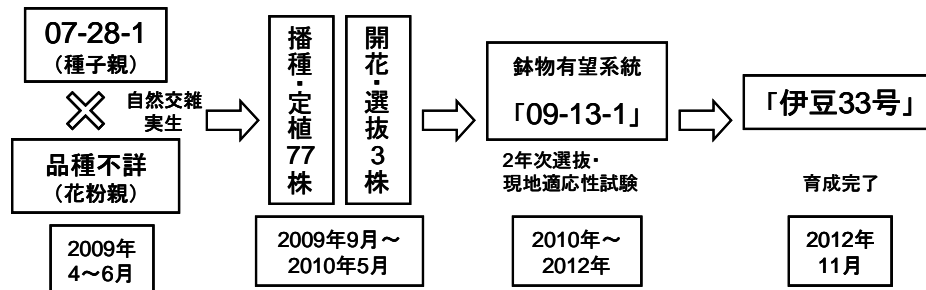 07-28-1
（種子親）
自然交雑
実生
品種不詳
（花粉親）
2009年
4～6月
播種・定植77株
開花・選抜3株
2009年9月～
2010年5月
鉢物有望系統
「09-13-1」
2年次選抜・
現地適応性試験
2010年～
2012年
「伊豆33号」
育成完了
2012年
11月